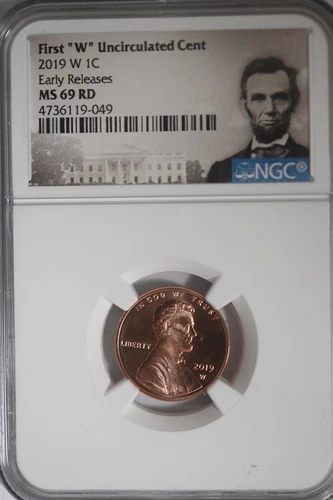 First "W" Uncirculated Cent
2019 W 1C
Early Releases
MS 69 RD
4736119-049
NGC®
IN GOD WE TRUST
LIBERTY
2019
W